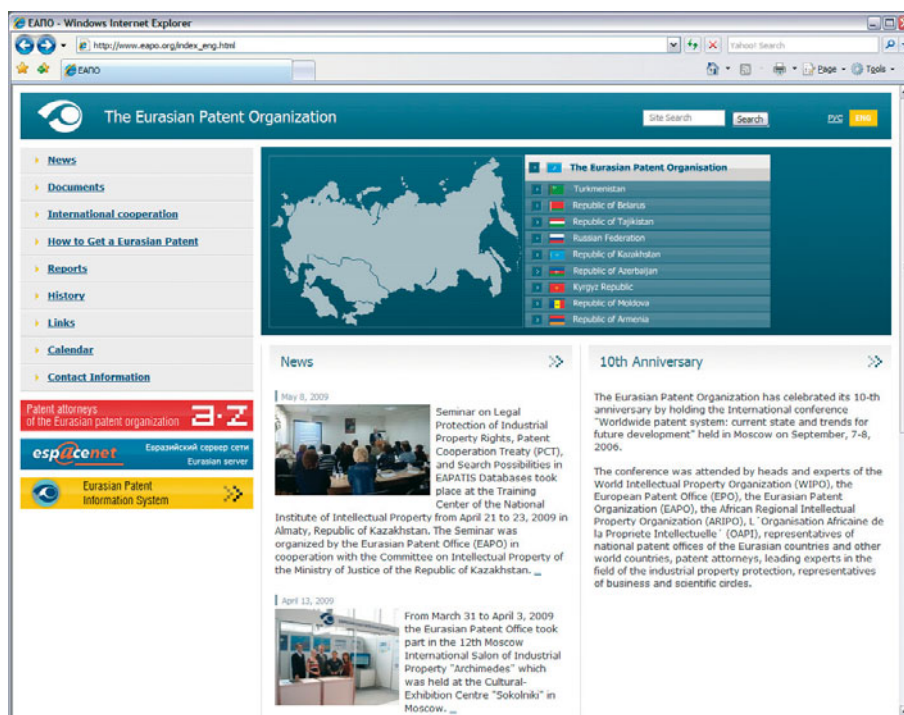 ЕАПО - Windows Internet Explorer
http://www.eapo.org/index_eng.html
Yahoo! Search
ЕАПО
Page
Tools
The Eurasian Patent Organization
Site Search
Search
РУС
ENG
News
Documents
International cooperation
How to Get a Eurasian Patent
Reports
History
Links
Calendar
Contact Information
Patent attorneys
of the Eurasian patent organization
a-z
espacenet
Евразийский сервер сети
Eurasian server
Eurasian Patent
Information System
The Eurasian Patent Organisation
Turkmenistan
Republic of Belarus
Republic of Tajikistan
Russian Federation
Republic of Kazakhstan
Republic of Azerbaijan
Kyrgyz Republic
Republic of Moldova
Republic of Armenia
News
May 8, 2009
Seminar on Legal
Protection of Industrial
Property Rights, Patent
Cooperation Treaty (PCT),
and Search Possibilities in
EAPATIS Databases took
place at the Training
Center of the National
Institute of Intellectual Property from April 21 to 23, 2009 in
Almaty, Republic of Kazakhstan. The Seminar was
organized by the Eurasian Patent Office (EAPO) in
cooperation with the Committee on Intellectual Property of
the Ministry of Justice of the Republic of Kazakhstan. ...
April 13, 2009
From March 31 to April 3, 2009
the Eurasian Patent Office took
part in the 12th Moscow
International Salon of Industrial
Property "Archimedes" which
was held at the Cultural-
Exhibition Centre "Sokolniki" in
Moscow. ...
10th Anniversary
The Eurasian Patent Organization has celebrated its 10-th
anniversary by holding the International conference
"Worldwide patent system: current state and trends for
future development" held in Moscow on September, 7-8,
2006.
The conference was attended by heads and experts of the
World Intellectual Property Organization (WIPO), the
European Patent Office (EPO), the Eurasian Patent
Organization (EAPO), the African Regional Intellectual
Property Organization (ARIPO), L`Organisation Africaine de
la Propriete Intellectuelle` (OAPI), representatives of
national patent offices of the Eurasian countries and other
world countries, patent attorneys, leading experts in the
field of the industrial property protection, representatives
of business and scientific circles.